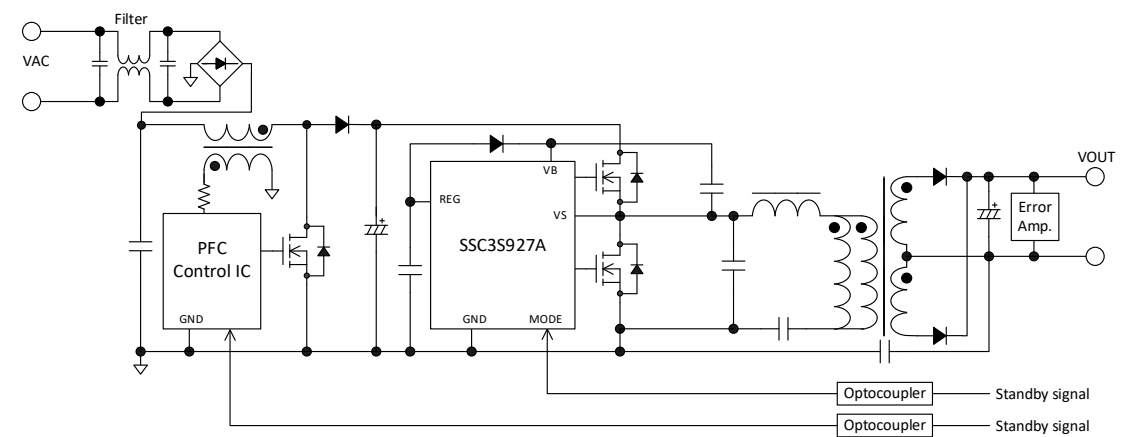 Filter
VAC
VOUT
VB
REG
VS
Error
Amp.
PFC
Control IC
SSC3S927A
GND
GND
MODE
Optocoupler
Standby signal
Optocoupler
Standby signal